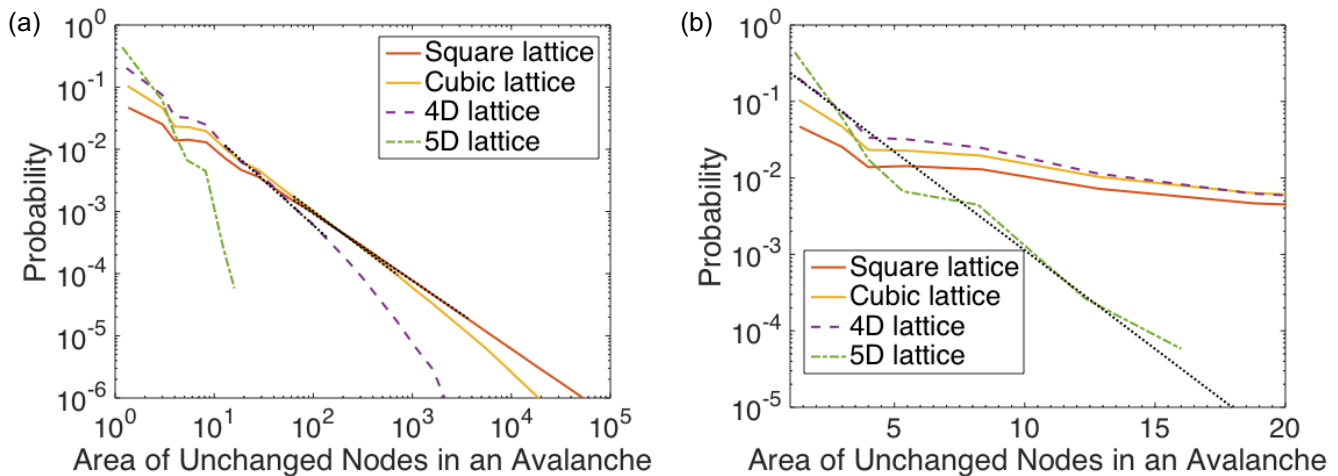 (a)
10^0
10^-1
10^-2
10^-3
10^-4
10^-5
10^-6
Probability
Square lattice
Cubic lattice
4D lattice
5D lattice
10^0 10^1 10^2 10^3 10^4 10^5
Area of Unchanged Nodes in an Avalanche
(b)
10^0
10^-1
10^-2
10^-3
10^-4
10^-5
Probability
Square lattice
Cubic lattice
4D lattice
5D lattice
5 10 15 20
Area of Unchanged Nodes in an Avalanche